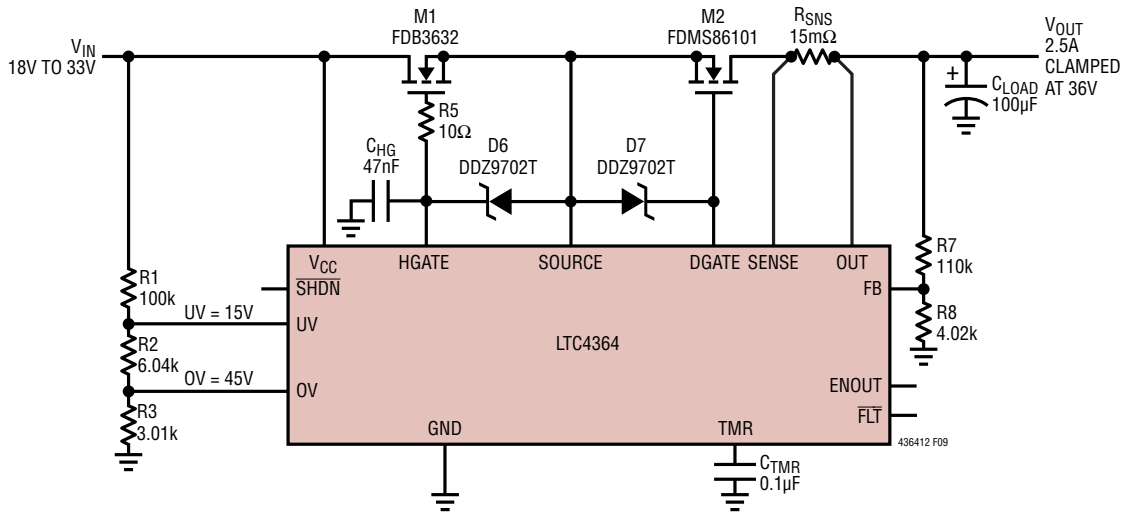 M1
FDB3632
M2
FDMS86101
RSNS
15mΩ
VIN
18V TO 33V
VOUT
2.5A
CLAMPED
AT 36V
+
CLOAD
100µF
R5
10Ω
CHG
47nF
D6
DDZ9702T
D7
DDZ9702T
R7
110k
R8
4.02k
R1
100k
R2
6.04k
R3
3.01k
UV = 15V
OV = 45V
VCC
HGATE
SOURCE
DGATE
SENSE
OUT
SHDN
UV
OV
FB
LTC4364
ENOUT
FLT
GND
TMR
436412 F09
CTMR
0.1µF